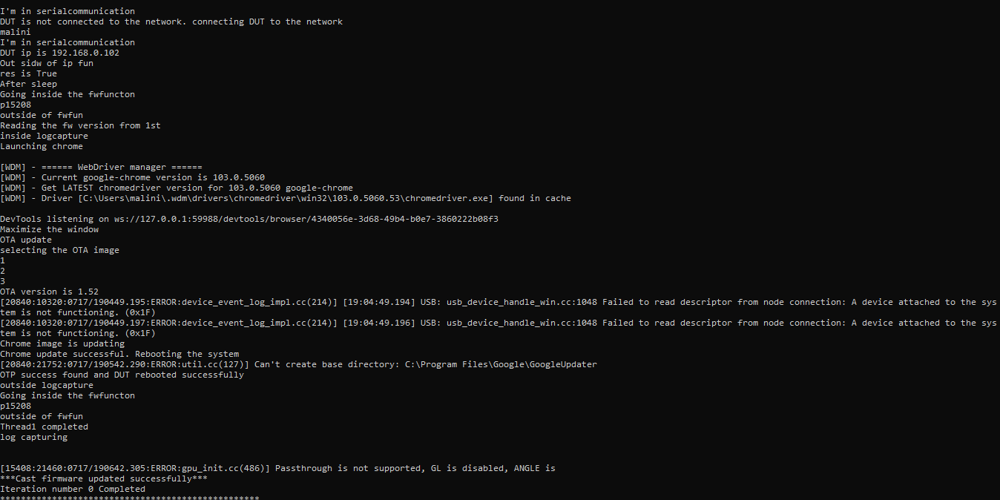 I'm in serialcommunication
DUT is not connected to the network. connecting DUT to the network
malini
I'm in serialcommunication
DUT ip is 192.168.0.102
Out sidw of ip fun
res is True
After sleep
Going inside the fwfuncton
p15208
outside of fwfun
Reading the fw version from 1st
inside logcapture
Launching chrome
[WDM] - ====== WebDriver manager ======
[WDM] - Current google-chrome version is 103.0.5060
[WDM] - Get LATEST chromedriver version for 103.0.5060 google-chrome
[WDM] - Driver [C:\Users\malini\.wdm\drivers\chromedriver\win32\103.0.5060.53\chromedriver.exe] found in cache
DevTools listening on ws://127.0.0.1:59988/devtools/browser/4340056e-3d68-49b4-b0e7-3860222b08f3
Maximize the window
OTA update
selecting the OTA image
1
2
3
OTA version is 1.52
[20840:10320:0717/190449.195:ERROR:device_event_log_impl.cc(214)] [19:04:49.194] USB: usb_device_handle_win.cc:1048 Failed to read descriptor from node connection: A device attached to the sys
tem is not functioning. (0x1F)
[20840:10320:0717/190449.197:ERROR:device_event_log_impl.cc(214)] [19:04:49.196] USB: usb_device_handle_win.cc:1048 Failed to read descriptor from node connection: A device attached to the sys
tem is not functioning. (0x1F)
Chrome image is updating
Chrome update successful. Rebooting the system
[20840:21752:0717/190542.290:ERROR:util.cc(127)] Can't create base directory: C:\Program Files\Google\GoogleUpdater
OTP success found and DUT rebooted successfully
outside logcapture
Going inside the fwfuncton
p15208
outside of fwfun
Thread1 completed
log capturing
[15408:21460:0717/190642.305:ERROR:gpu_init.cc(486)] Passthrough is not supported, GL is disabled, ANGLE is
***Cast firmware updated successfully***
Iteration number 0 Completed
**************************************************